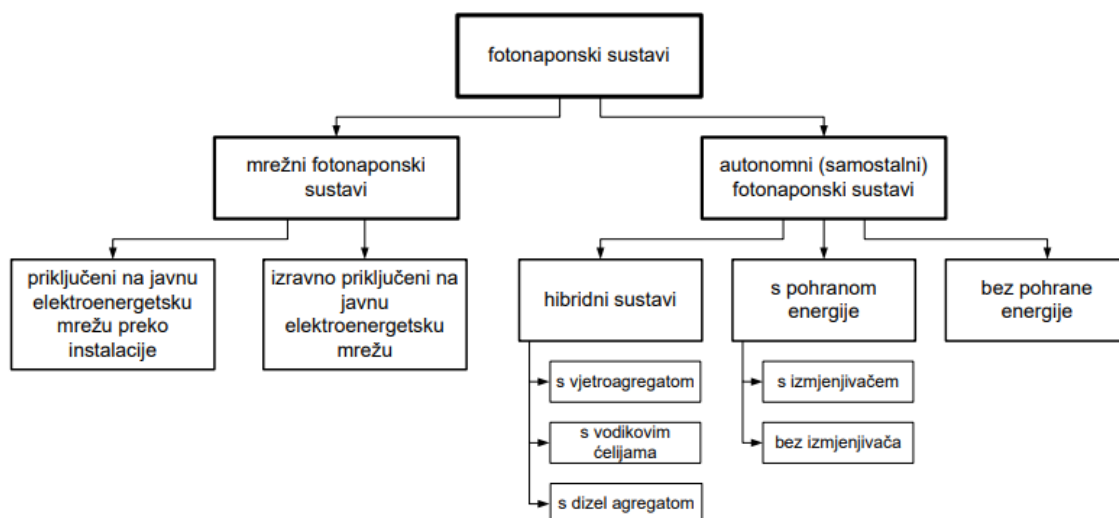 fotonaponski sustavi
mrežni fotonaponski
sustavi
autonomni (samostalni)
fotonaponski sustavi
priključeni na javnu
elektroenergetsku
mrežu preko
instalacije
izravno priključeni na
javnu
elektroenergetsku
mrežu
hibridni sustavi
s pohranom
energije
bez pohrane
energije
s vjetroagregatom
s vodikovim
ćelijama
s dizel agregatom
s izmjenjivačem
bez izmjenjivača